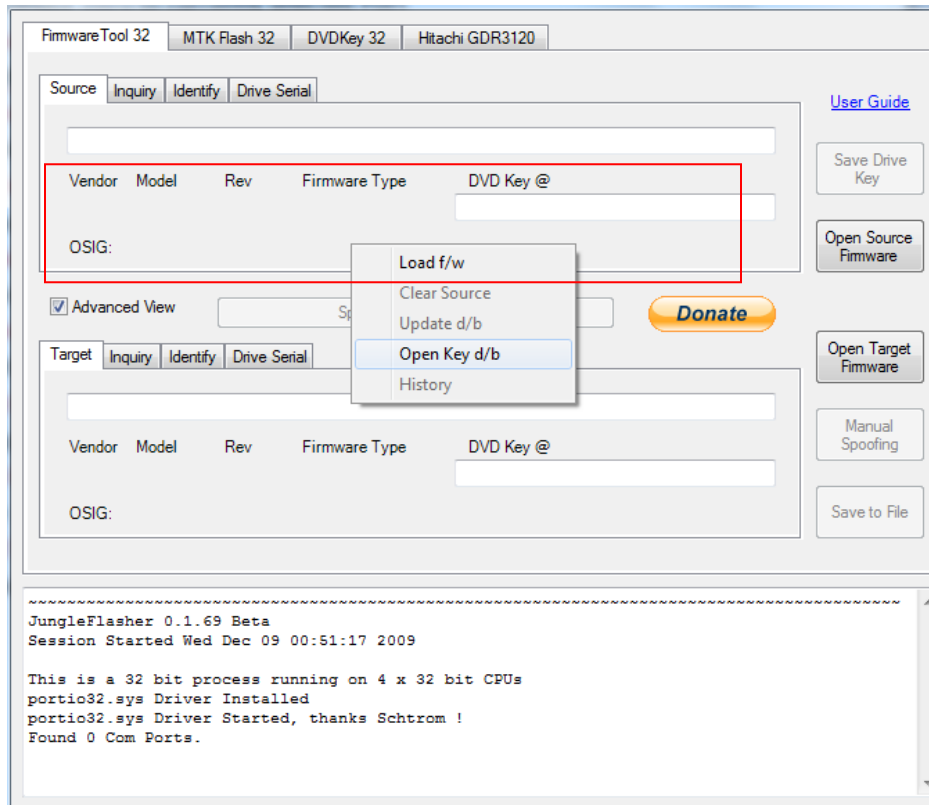 FirmwareTool 32 MTK Flash 32 DVDKey 32 Hitachi GDR3120
Source Inquiry Identify Drive Serial
User Guide
Save Drive
Key
Vendor Model Rev Firmware Type DVD Key @
Open Source
Firmware
OSIG:
Load f/w
Clear Source
Update d/b
Open Key d/b
History
Advanced View
Sp
Donate
Target Inquiry Identify Drive Serial
Open Target
Firmware
Vendor Model Rev Firmware Type DVD Key @
Manual
Spoofing
OSIG:
Save to File
~~~~~~~~~~~~~~~~~~~~~~~~~~~~~~~~~~~~~~~~~~~~~~~~~~~~~~~~~~~~~~~~~~~~~~~~~~~~~~~~~~~~~~~~~~~
JungleFlasher 0.1.69 Beta
Session Started Wed Dec 09 00:51:17 2009
This is a 32 bit process running on 4 x 32 bit CPUs
portio32.sys Driver Installed
portio32.sys Driver Started, thanks Schtrom !
Found 0 Com Ports.